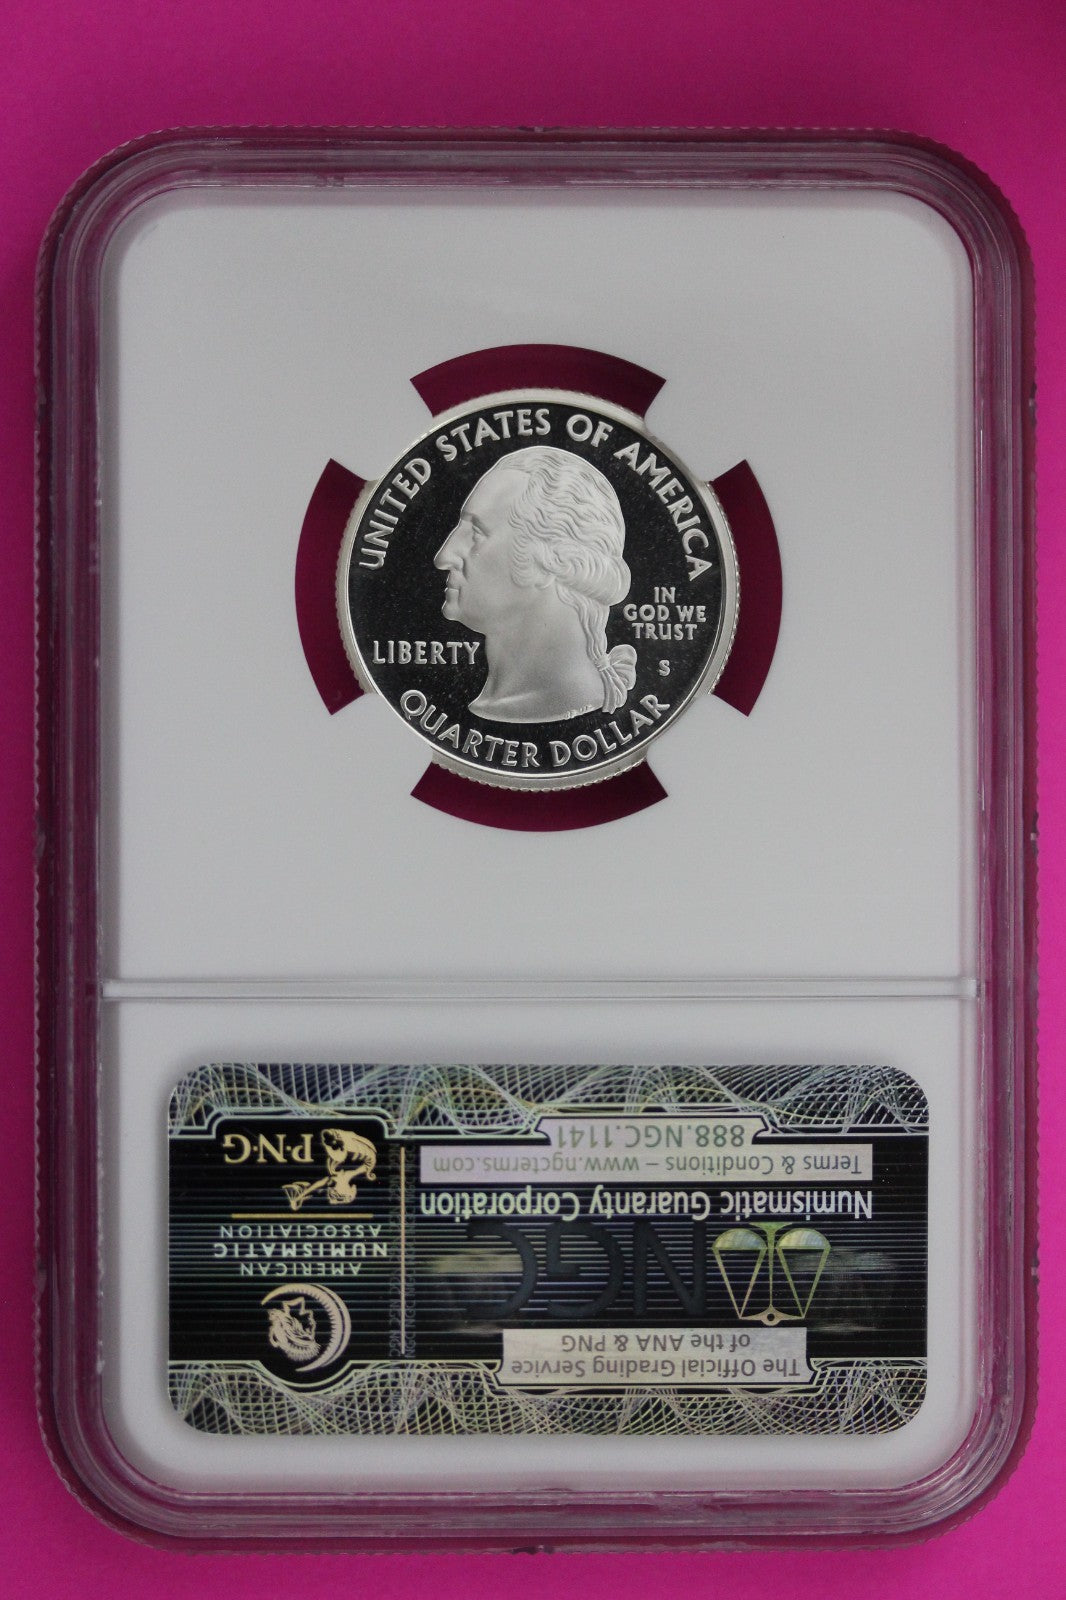 UNITED STATES OF AMERICA
LIBERTY
IN
GOD WE
TRUST
S
QUARTER DOLLAR
The Official Grading Service
of the ANA & PNG
NGC
Numismatic Guaranty Corporation
Terms & Conditions – www.ngcterms.com
888.NGC.1141
AMERICAN
NUMISMATIC
ASSOCIATION
P·N·G